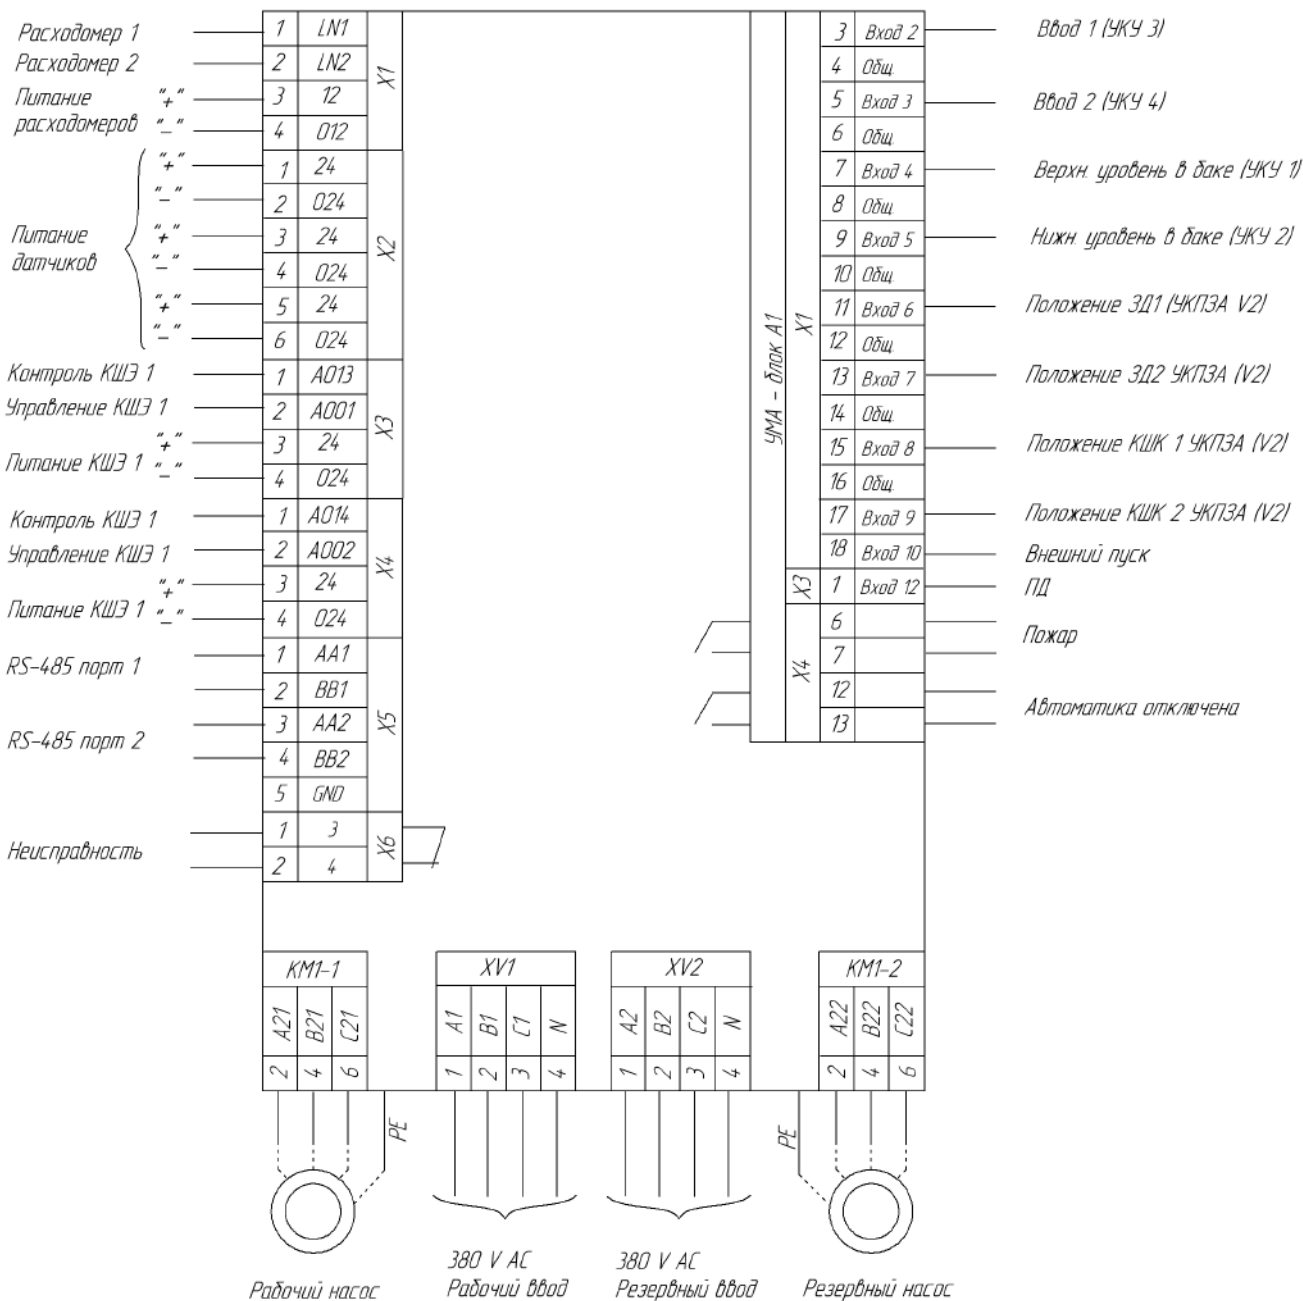 Расходомер 1
1 LN1
Расходомер 2
2 LN2
Питание "+"
3 12
расходомеров "–"
4 012
X1
"+"
1 24
"–"
2 024
Питание "+"
3 24
датчиков "–"
4 024
"+"
5 24
"–"
6 024
X2
Контроль КШЭ 1
1 A013
Управление КШЭ 1
2 A001
"+"
3 24
Питание КШЭ 1 "–"
4 024
X3
Контроль КШЭ 1
1 A014
Управление КШЭ 1
2 A002
"+"
3 24
Питание КШЭ 1 "–"
4 024
X4
RS-485 порт 1
1 AA1
2 BB1
RS-485 порт 2
3 AA2
4 BB2
5 GND
X5
Неисправность
1 3
2 4
X6
УМА - блок А1
X1
3 Вход 2
Ввод 1 (УКУ 3)
4 Общ.
5 Вход 3
Ввод 2 (УКУ 4)
6 Общ.
7 Вход 4
Верхн. уровень в баке (УКУ 1)
8 Общ.
9 Вход 5
Нижн. уровень в баке (УКУ 2)
10 Общ.
11 Вход 6
Положение ЗД1 (УКПЗА V2)
12 Общ.
13 Вход 7
Положение ЗД2 УКПЗА (V2)
14 Общ.
15 Вход 8
Положение КШК 1 УКПЗА (V2)
16 Общ.
17 Вход 9
Положение КШК 2 УКПЗА (V2)
18 Вход 10
Внешний пуск
X3
1 Вход 12
ПД
X4
6
Пожар
7
12
Автоматика отключена
13
KM1-1
A21 B21 C21
2 4 6
PE
Рабочий насос
XV1
A1 B1 C1 N
1 2 3 4
380 V AC
Рабочий ввод
XV2
A2 B2 C2 N
1 2 3 4
380 V AC
Резервный ввод
KM1-2
A22 B22 C22
2 4 6
PE
Резервный насос